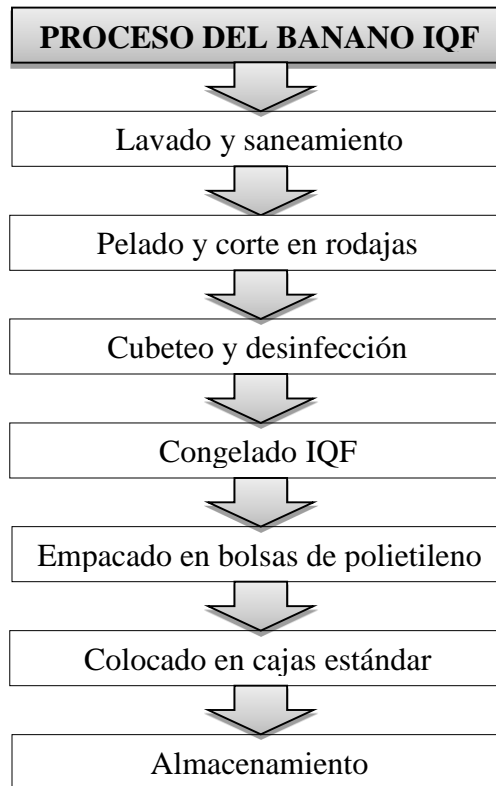 PROCESO DEL BANANO IQF
Lavado y saneamiento
Pelado y corte en rodajas
Cubeteo y desinfección
Congelado IQF
Empacado en bolsas de polietileno
Colocado en cajas estándar
Almacenamiento